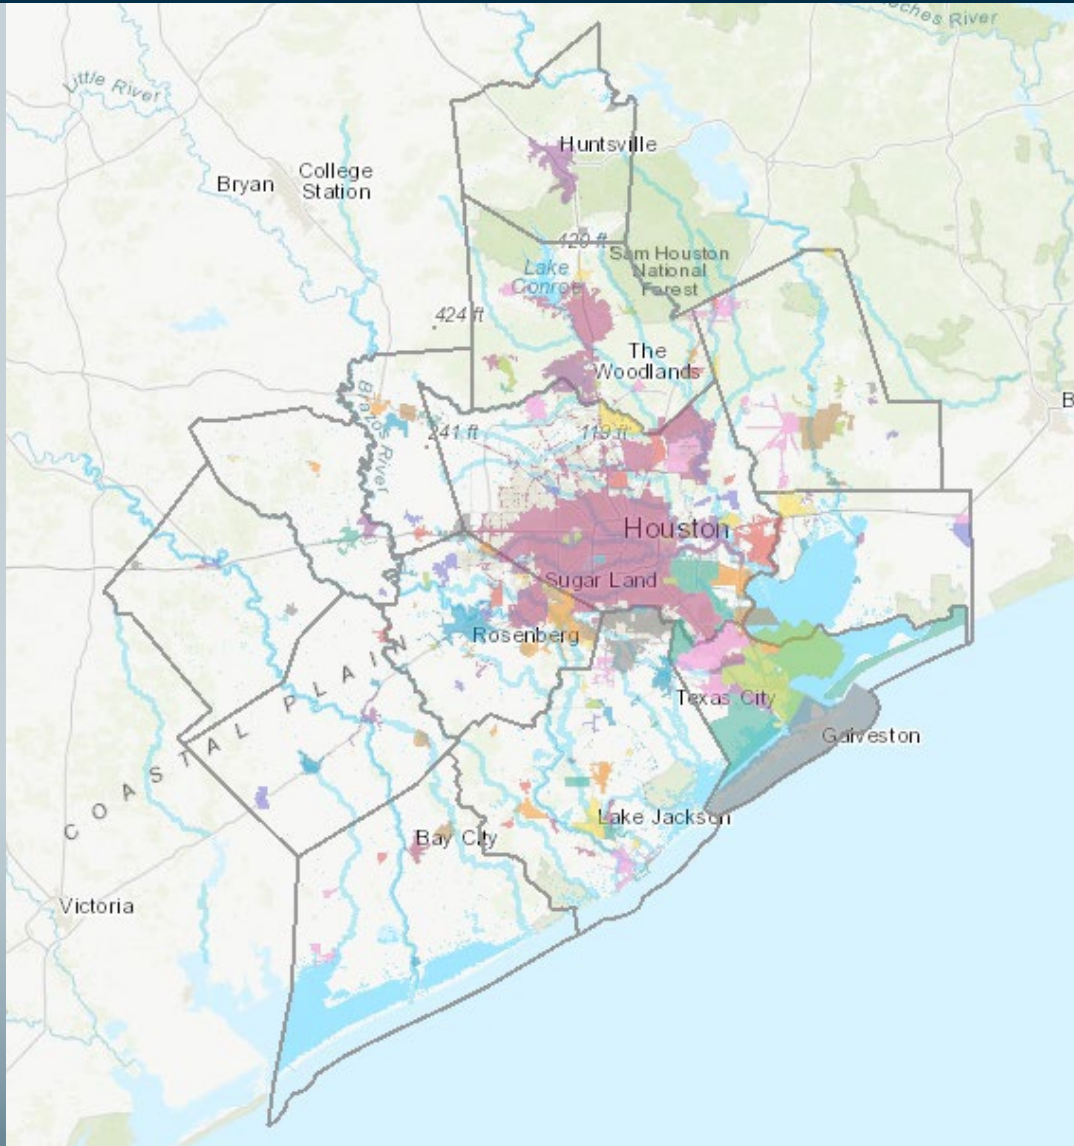 Little River
Huntsville
College
Station
Bryan
420 ft
Sam Houston
National
Forest
Lake
Conroe
424 ft
The
Woodlands
Brazos River
241 ft
119 ft
B
Houston
Sugar Land
Rosenberg
COASTAL PLAIN
Texas City
Galveston
Lake Jackson
Bay City
Victoria